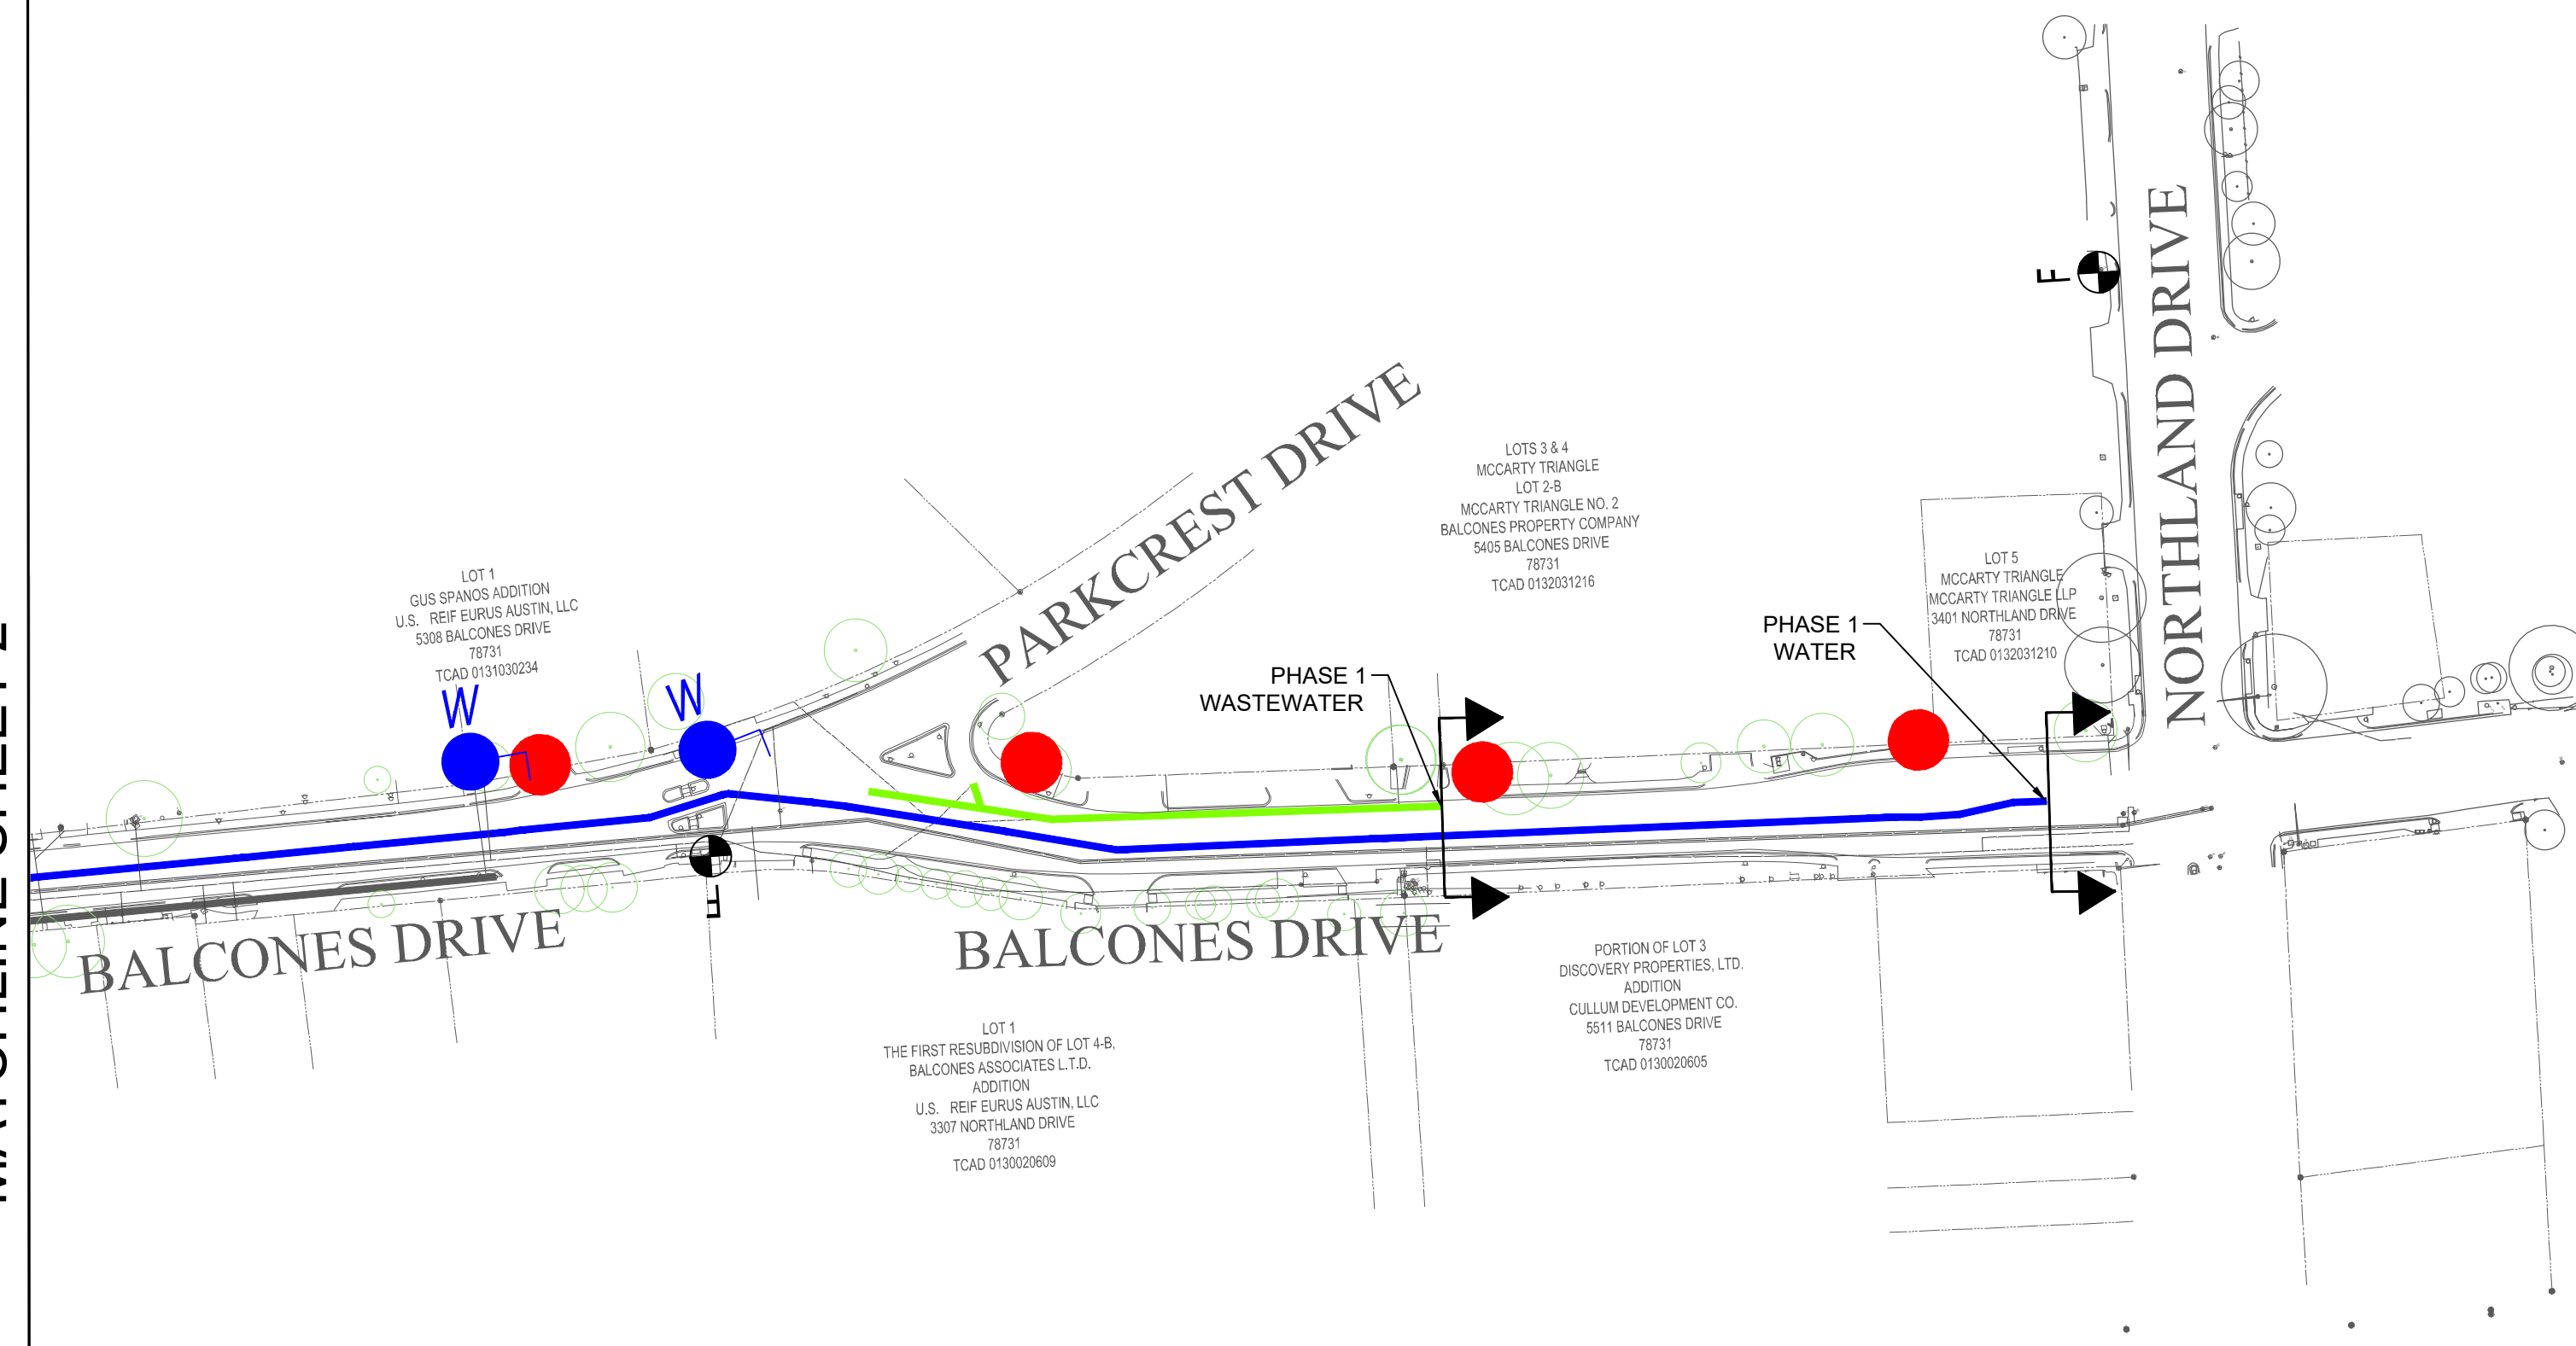 LOT 1
GUS SPANOS ADDITION
U.S. REIF EURUS AUSTIN, LLC
5308 BALCONES DRIVE
78731
TCAD 0131030234
W
W
PARKCREST DRIVE
LOTS 3 & 4
MCCARTY TRIANGLE
LOT 2-B
MCCARTY TRIANGLE NO. 2
BALCONES PROPERTY COMPANY
5405 BALCONES DRIVE
78731
TCAD 0132031216
F
NORTHLAND DRIVE
LOT 5
MCCARTY TRIANGLE
MCCARTY TRIANGLE LLP
3401 NORTHLAND DRIVE
78731
TCAD 0132031210
PHASE 1
WATER
PHASE 1
WASTEWATER
BALCONES DRIVE
BALCONES DRIVE
LOT 1
THE FIRST RESUBDIVISION OF LOT 4-B,
BALCONES ASSOCIATES L.T.D.
ADDITION
U.S. REIF EURUS AUSTIN, LLC
3307 NORTHLAND DRIVE
78731
TCAD 0130020609
PORTION OF LOT 3
DISCOVERY PROPERTIES, LTD.
ADDITION
CULLUM DEVELOPMENT CO.
5511 BALCONES DRIVE
78731
TCAD 0130020605